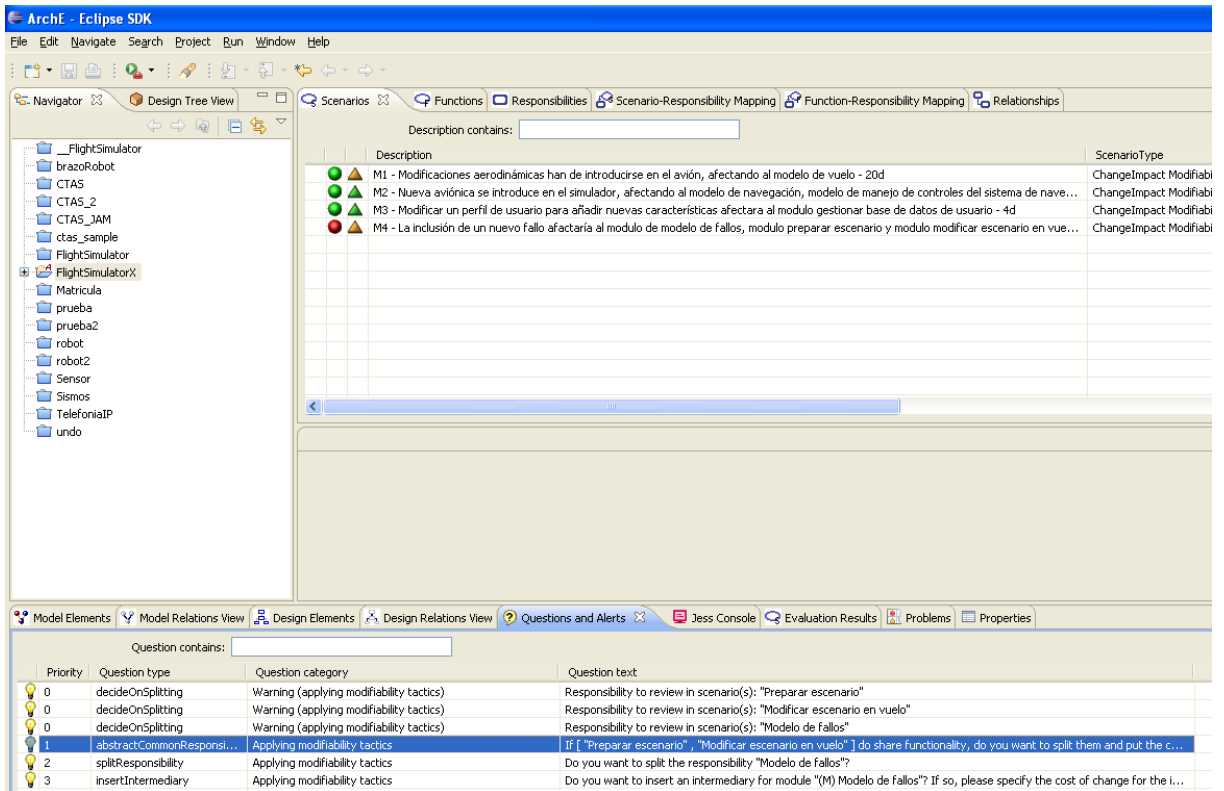 ArchE - Eclipse SDK
File Edit Navigate Search Project Run Window Help
Navigator Design Tree View
__FlightSimulator
brazoRobot
CTAS
CTAS_2
CTAS_JAM
ctas_sample
FlightSimulator
FlightSimulatorX
Matricula
prueba
prueba2
robot
robot2
Sensor
Sismos
TelefoniaIP
undo
Scenarios Functions Responsibilities Scenario-Responsibility Mapping Function-Responsibility Mapping Relationships
Description contains:
Description ScenarioType
M1 - Modificaciones aerodinámicas han de introducirse en el avión, afectando al modelo de vuelo - 20d ChangeImpact Modifiabi
M2 - Nueva aviónica se introduce en el simulador, afectando al modelo de navegación, modelo de manejo de controles del sistema de nave... ChangeImpact Modifiabi
M3 - Modificar un perfil de usuario para añadir nuevas características afectara al modulo gestionar base de datos de usuario - 4d ChangeImpact Modifiabi
M4 - La inclusión de un nuevo fallo afactaría al modulo de modelo de fallos, modulo preparar escenario y modulo modificar escenario en vue... ChangeImpact Modifiabi
Model Elements Model Relations View Design Elements Design Relations View Questions and Alerts Jess Console Evaluation Results Problems Properties
Question contains:
Priority Question type Question category Question text
0 decideOnSplitting Warning (applying modifiability tactics) Responsibility to review in scenario(s): "Preparar escenario"
0 decideOnSplitting Warning (applying modifiability tactics) Responsibility to review in scenario(s): "Modificar escenario en vuelo"
0 decideOnSplitting Warning (applying modifiability tactics) Responsibility to review in scenario(s): "Modelo de fallos"
1 abstractCommonResponsi... Applying modifiability tactics If [ "Preparar escenario" , "Modificar escenario en vuelo" ] do share functionality, do you want to split them and put the c...
2 splitResponsibility Applying modifiability tactics Do you want to split the responsibility "Modelo de fallos"?
3 insertIntermediary Applying modifiability tactics Do you want to insert an intermediary for module "(M) Modelo de fallos"? If so, please specify the cost of change for the i...